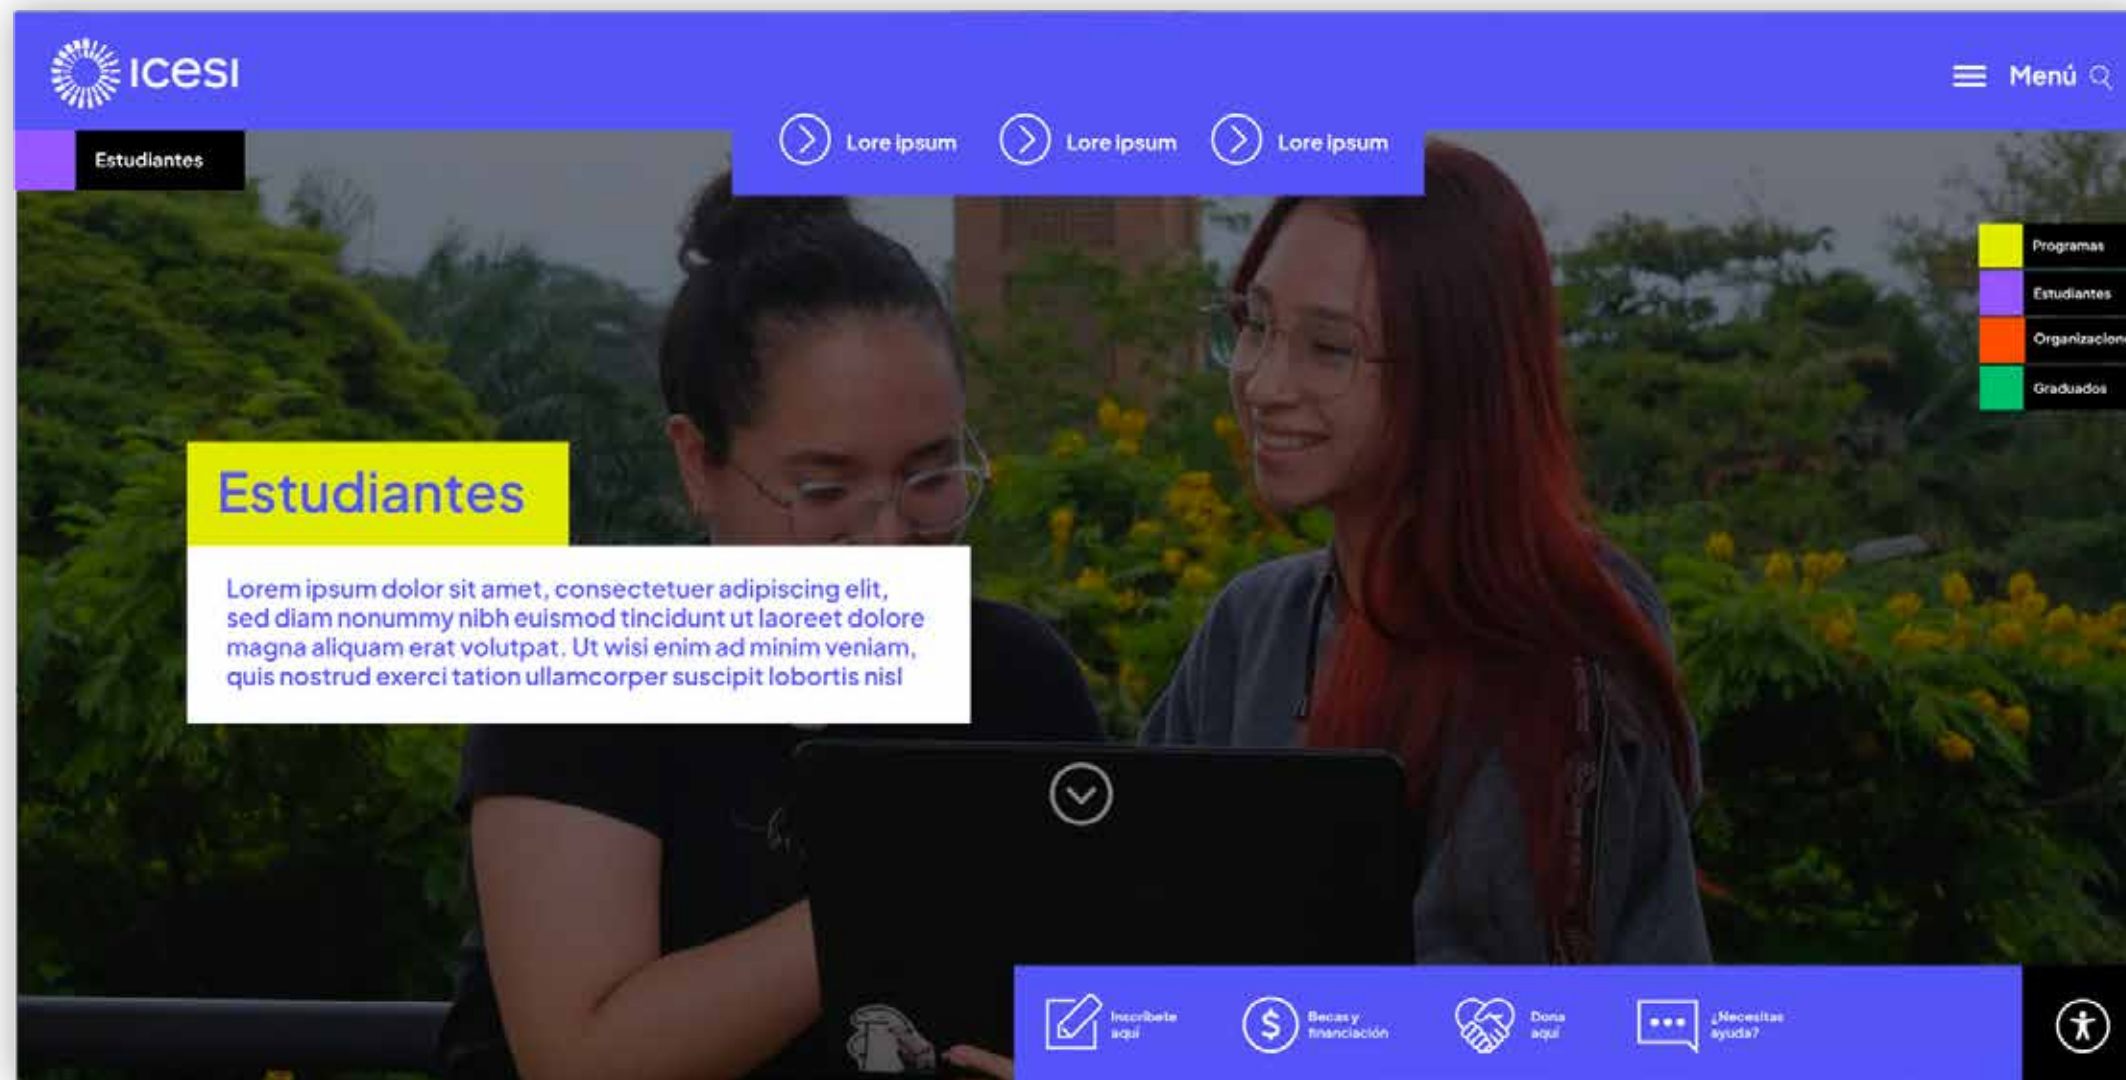 ICESI
Menú
Estudiantes
Lore ipsum
Lore ipsum
Lore ipsum
Programas
Estudiantes
Organizacion
Graduados
Estudiantes
Lorem ipsum dolor sit amet, consectetuer adipiscing elit,
sed diam nonummy nibh euismod tincidunt ut laoreet dolore
magna aliquam erat volutpat. Ut wisi enim ad minim veniam,
quis nostrud exerci tation ullamcorper suscipit lobortis nisl
Inscríbete
aquí
Becas y
financiación
Dona
aquí
¿Necesitas
ayuda?